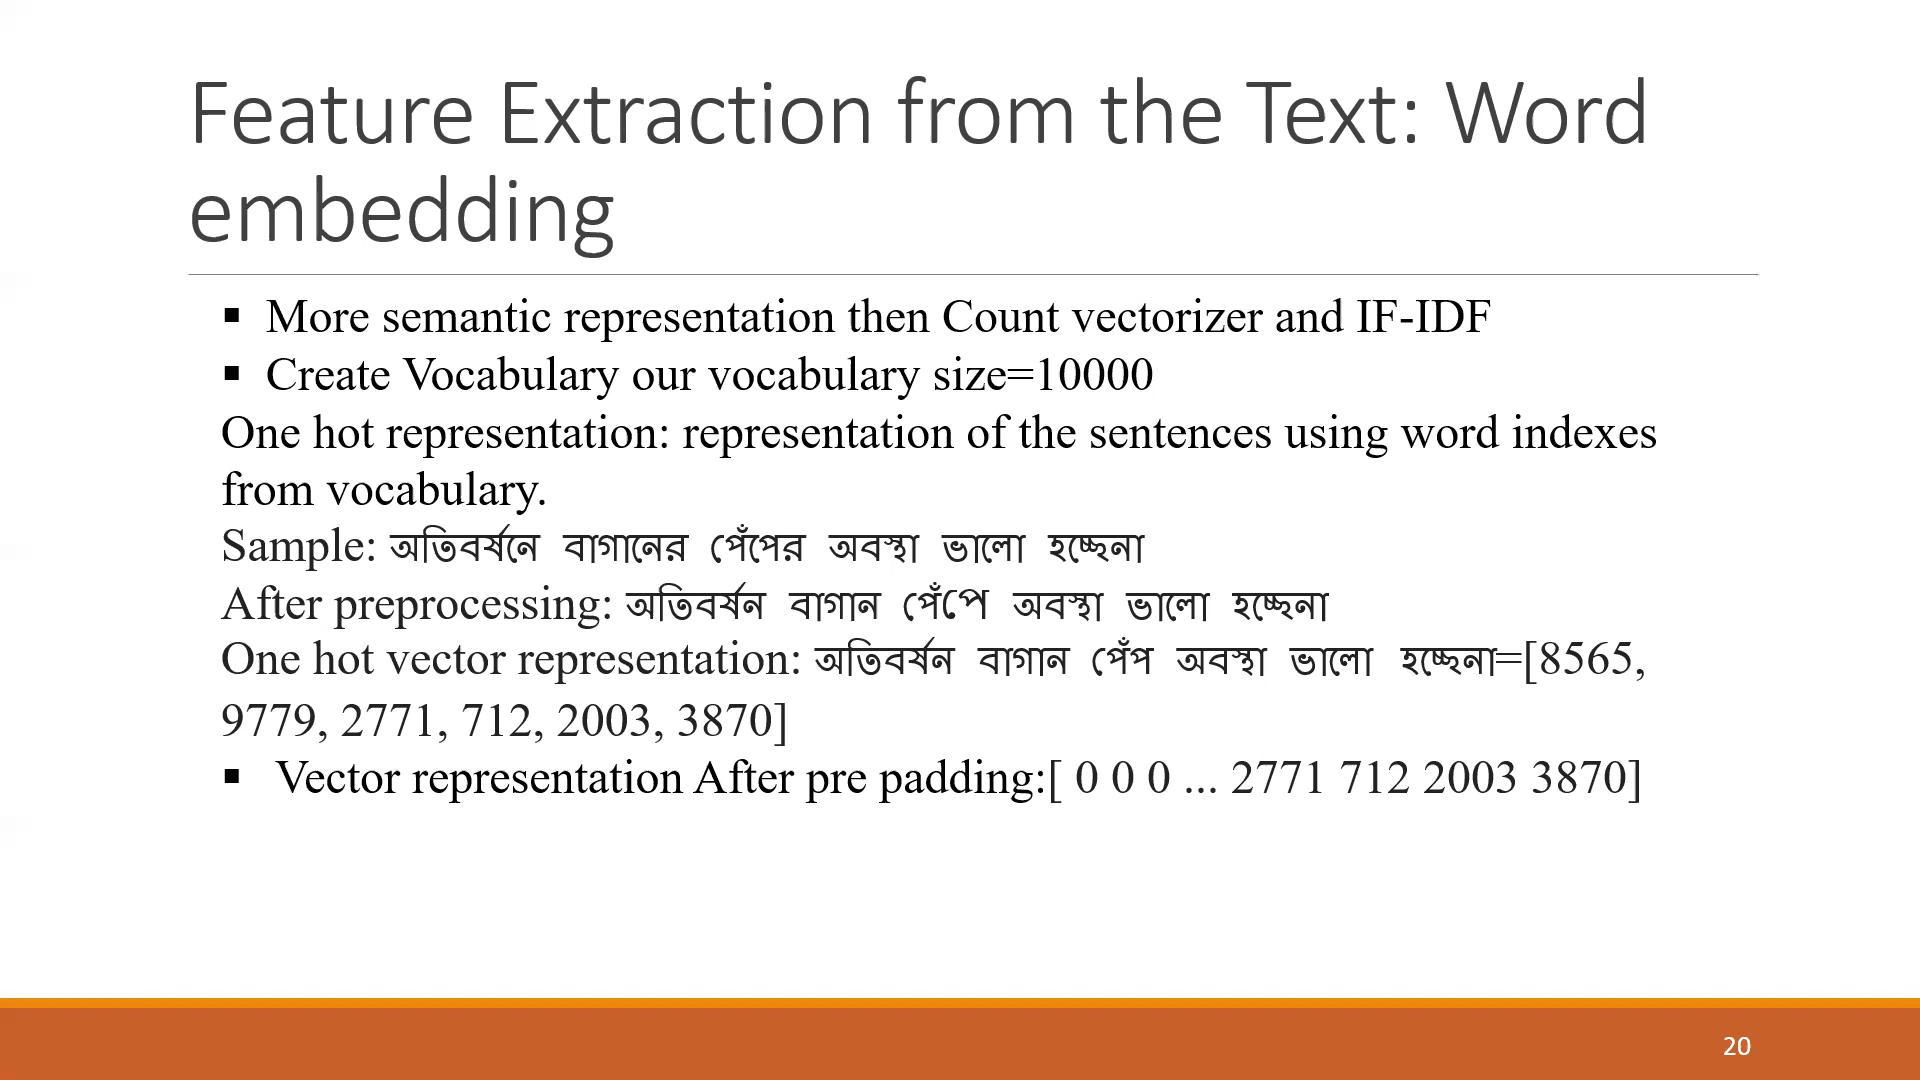 Feature Extraction from the Text: Word
embedding
▪ More semantic representation then Count vectorizer and IF-IDF
▪ Create Vocabulary our vocabulary size=10000
One hot representation: representation of the sentences using word indexes
from vocabulary.
Sample: অতিবর্ষনে বাগানের পেঁপের অবস্থা ভালো হচ্ছেনা
After preprocessing: অতিবর্ষন বাগান পেঁপে অবস্থা ভালো হচ্ছেনা
One hot vector representation: অতিবর্ষন বাগান পেঁপ অবস্থা ভালো হচ্ছেনা=[8565,
9779, 2771, 712, 2003, 3870]
▪ Vector representation After pre padding:[ 0 0 0 ... 2771 712 2003 3870]
20